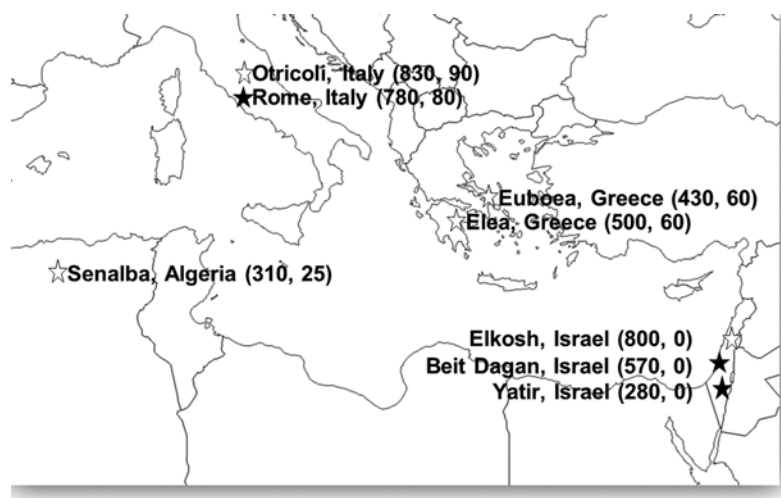 Otricoli, Italy (830, 90)
Rome, Italy (780, 80)
Euboea, Greece (430, 60)
Elea, Greece (500, 60)
Senalba, Algeria (310, 25)
Elkosh, Israel (800, 0)
Beit Dagan, Israel (570, 0)
Yatir, Israel (280, 0)